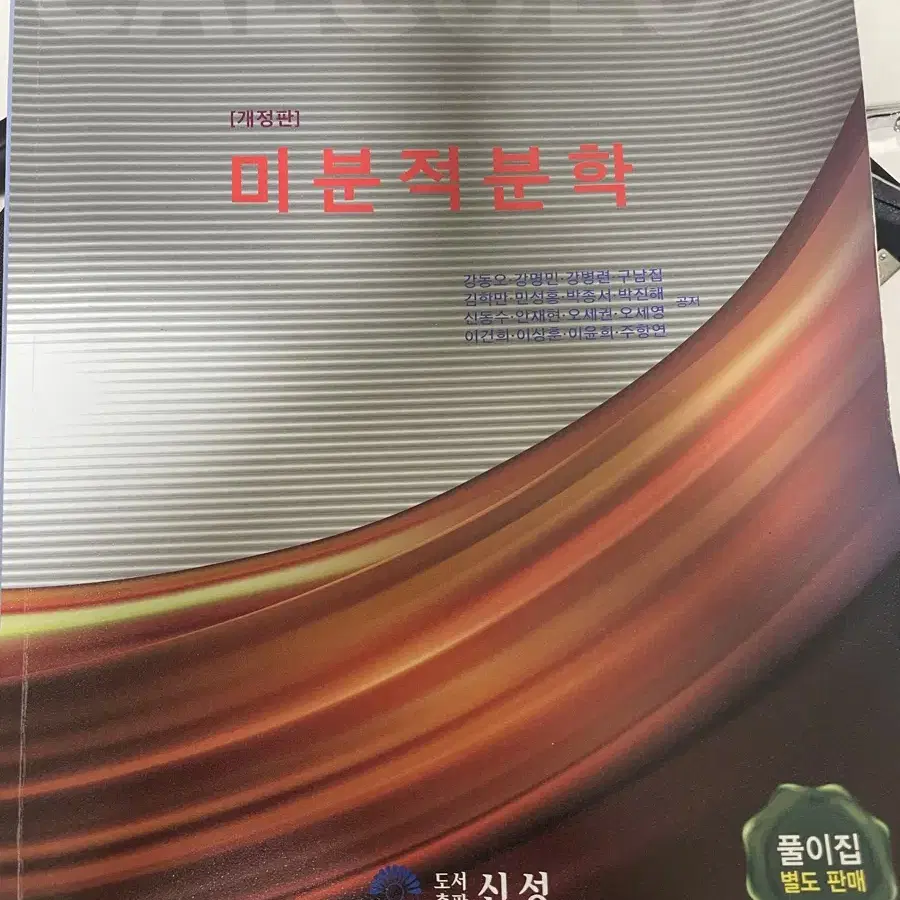 CALCULUS
[개정판]
미분적분학
강동오·강명민·강병련·구남집
김학만·민성홍·박종서·박진해
신동수·안재현·오세권·오세영
이건희·이상훈·이윤희·주항연
공저
풀이집
별도 판매
도서
출판
신성